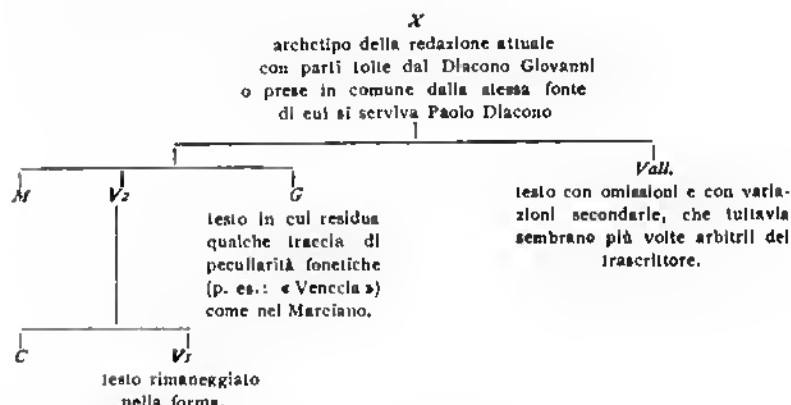 X
archetipo della redazione attuale
con parti tolte dal Diacono Giovanni
o prese in comune dalla stessa fonte
di cui si serviva Paolo Diacono
M V2 G Vall.
testo in cui residua
qualche traccia di
peculiarità fonetiche
(p. es.: « Venecia »)
come nel Marciano.
testo con omissioni e con varia-
zioni secondarie, che tuttavia
sembrano più volte arbitrii del
trascrittore.
C V1
testo rimaneggiato
nella forma.